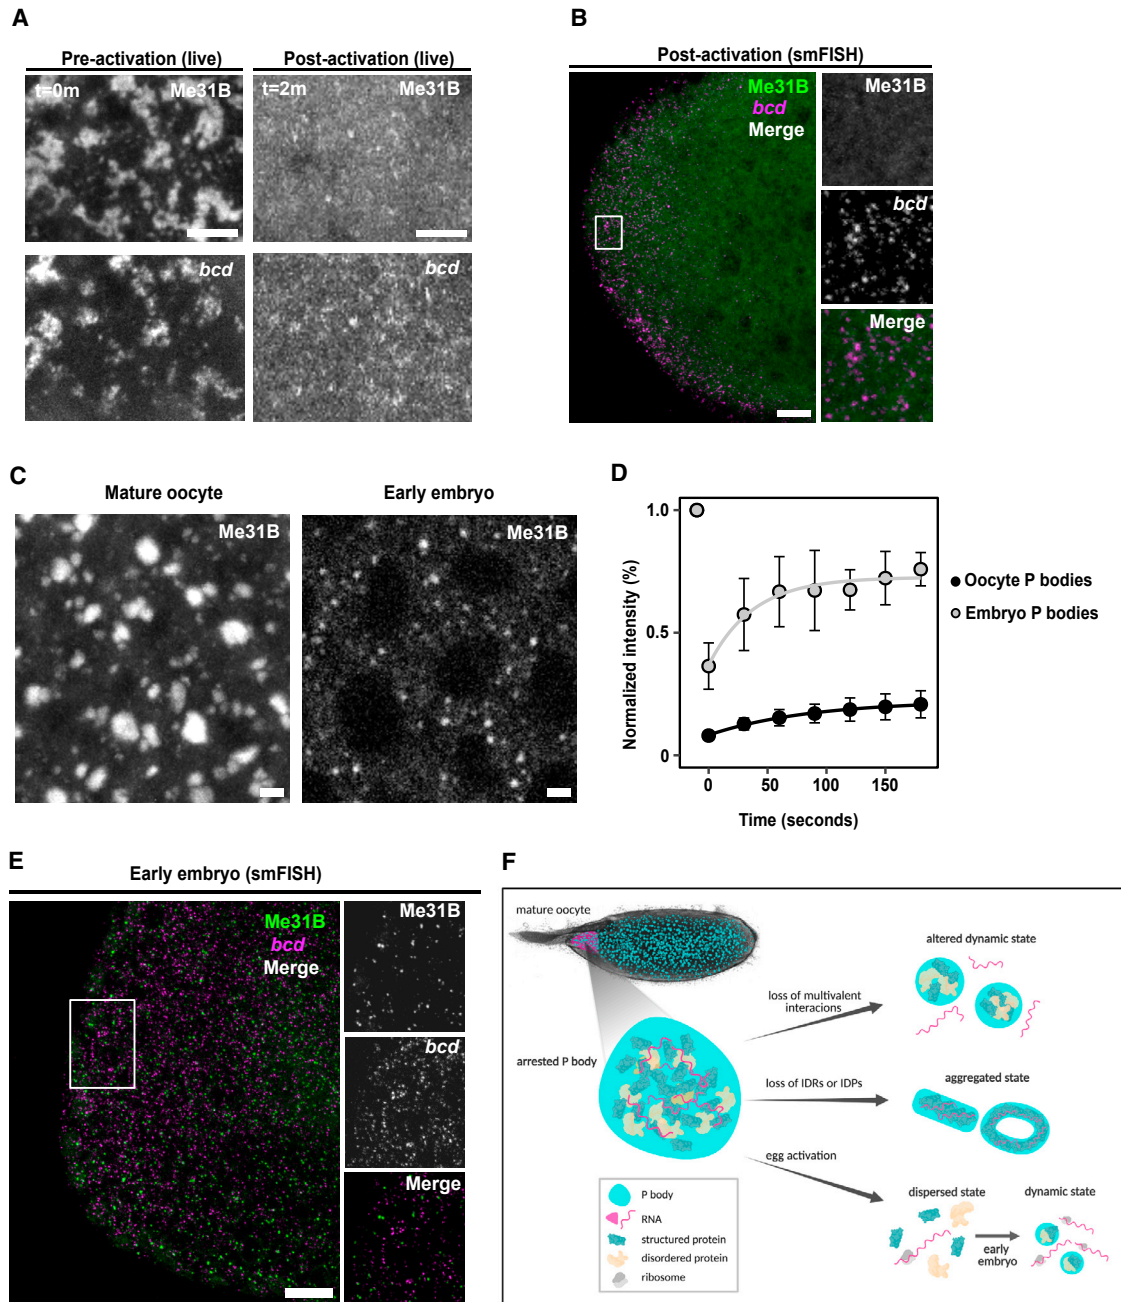 A
Pre-activation (live)
Post-activation (live)
t=0m
Me31B
t=2m
Me31B
bcd
bcd
B
Post-activation (smFISH)
Me31B
bcd
Merge
Me31B
bcd
Merge
C
Mature oocyte
Early embryo
Me31B
Me31B
D
Normalized intensity (%)
1.0
0.5
0
0
50
100
150
Time (seconds)
Oocyte P bodies
Embryo P bodies
E
Early embryo (smFISH)
Me31B
bcd
Merge
Me31B
bcd
Merge
F
mature oocyte
arrested P body
loss of multivalent
interacions
altered dynamic state
loss of IDRs or IDPs
aggregated state
egg activation
dispersed state
dynamic state
early
embryo
P body
RNA
structured protein
disordered protein
ribosome